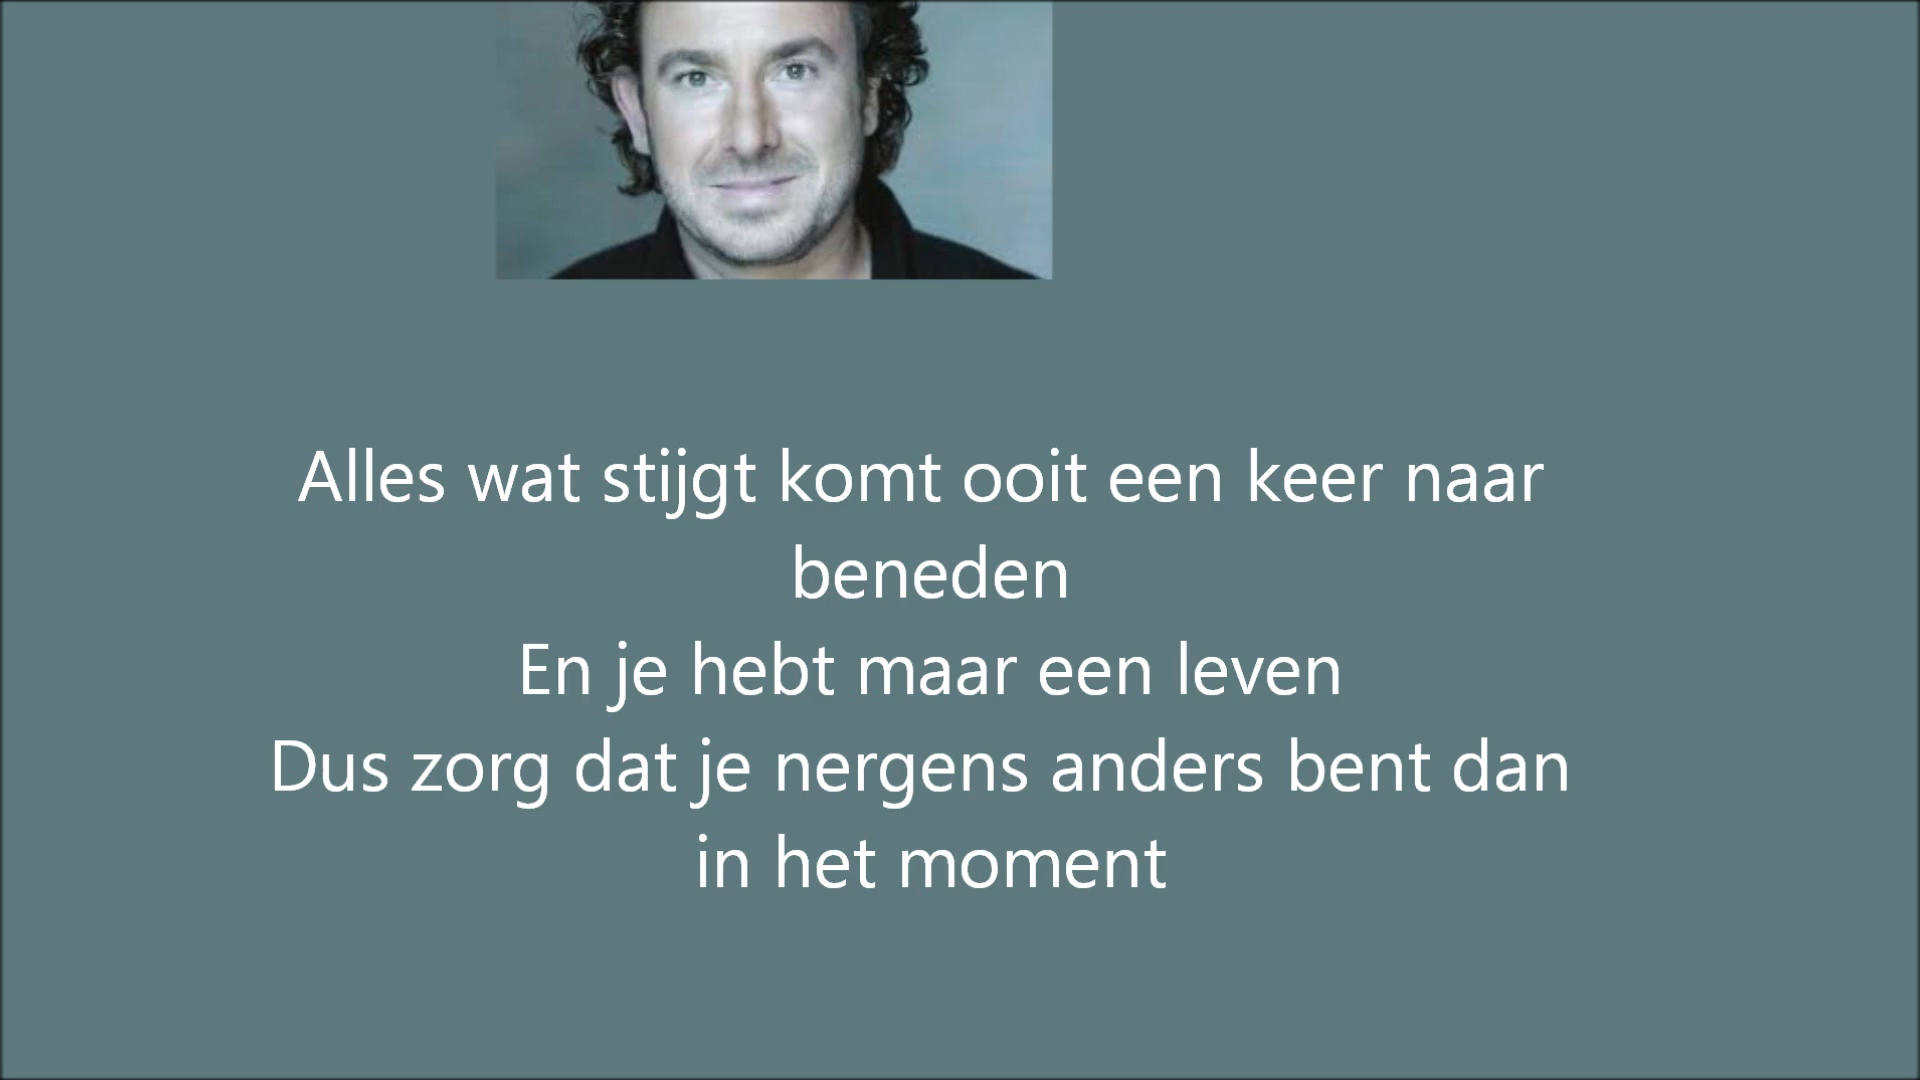 Alles wat stijgt komt ooit een keer naar
beneden
En je hebt maar een leven
Dus zorg dat je nergens anders bent dan
in het moment